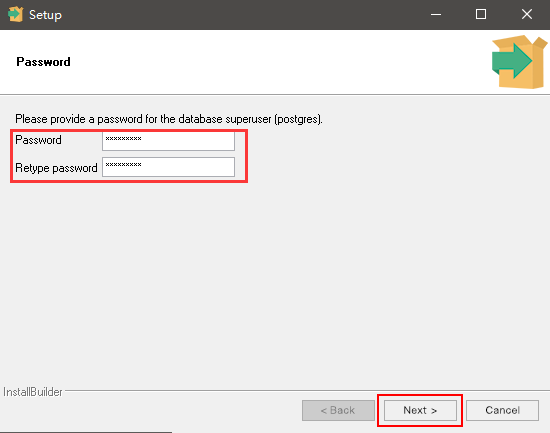 Setup
Password
Please provide a password for the database superuser (postgres).
Password *********
Retype password *********
InstallBuilder
< Back Next > Cancel